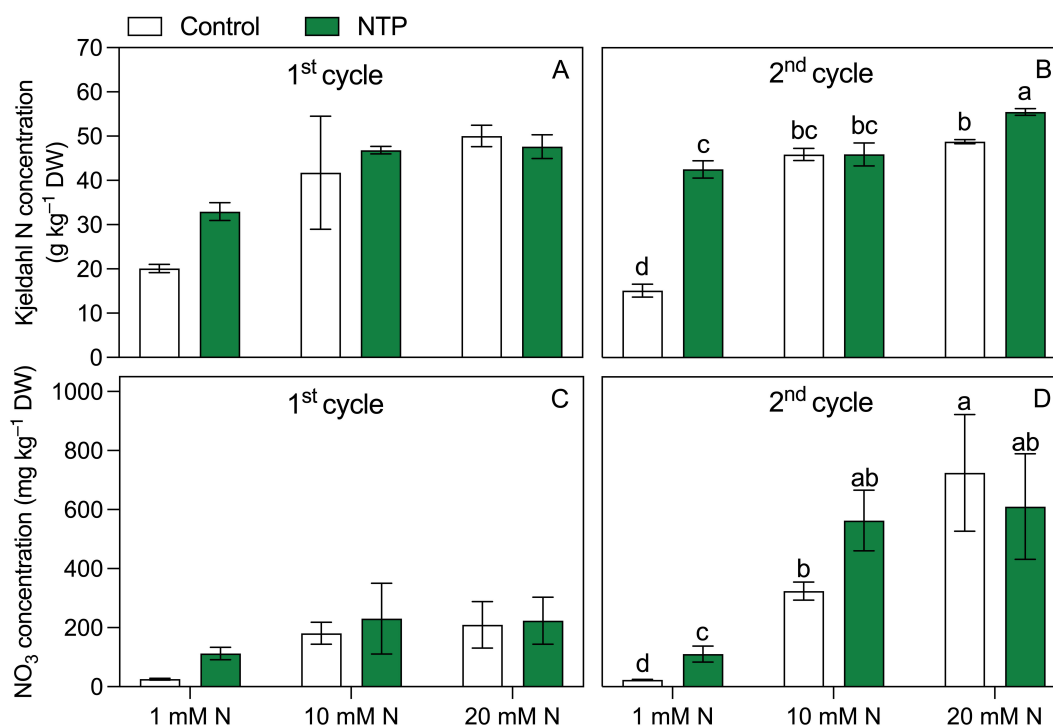 Control NTP
Kjeldahl N concentration
(g kg⁻¹ DW)
70
60
50
40
30
20
10
0
1st cycle
A
2nd cycle
B
d
c
bc
bc
b
a
NO₃ concentration (mg kg⁻¹ DW)
1000
800
600
400
200
0
1st cycle
C
2nd cycle
D
d
c
b
ab
a
ab
1 mM N 10 mM N 20 mM N
1 mM N 10 mM N 20 mM N